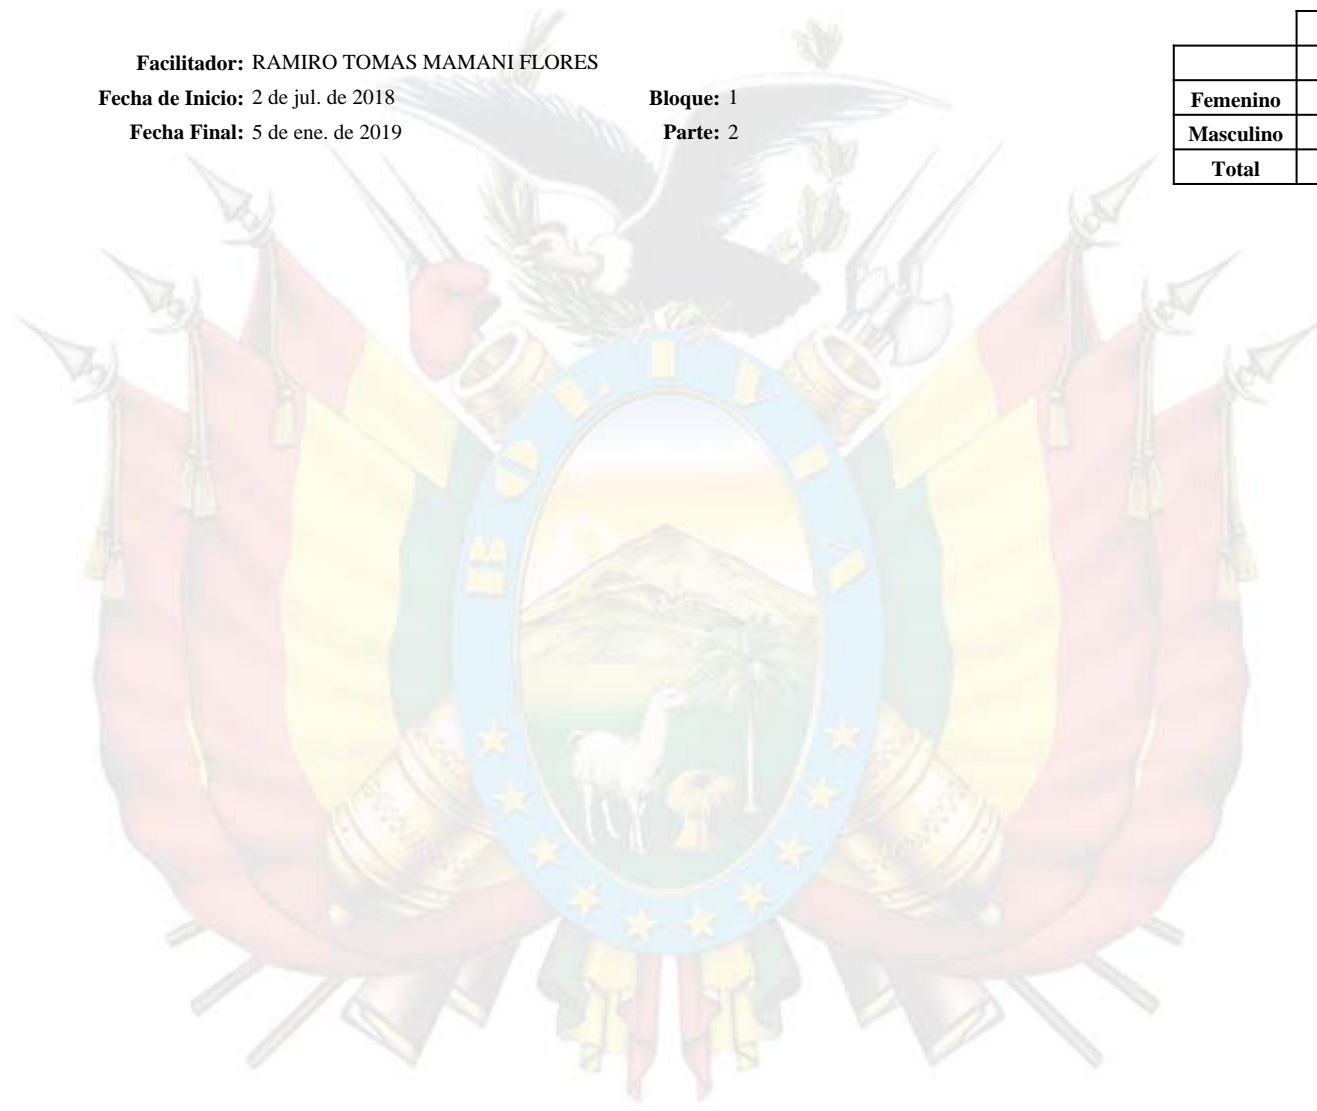 Facilitador: RAMIRO TOMAS MAMANI FLORES
Fecha de Inicio: 2 de jul. de 2018 Bloque: 1
Fecha Final: 5 de ene. de 2019 Parte: 2
Femenino
Masculino
Total
BOLIVIA